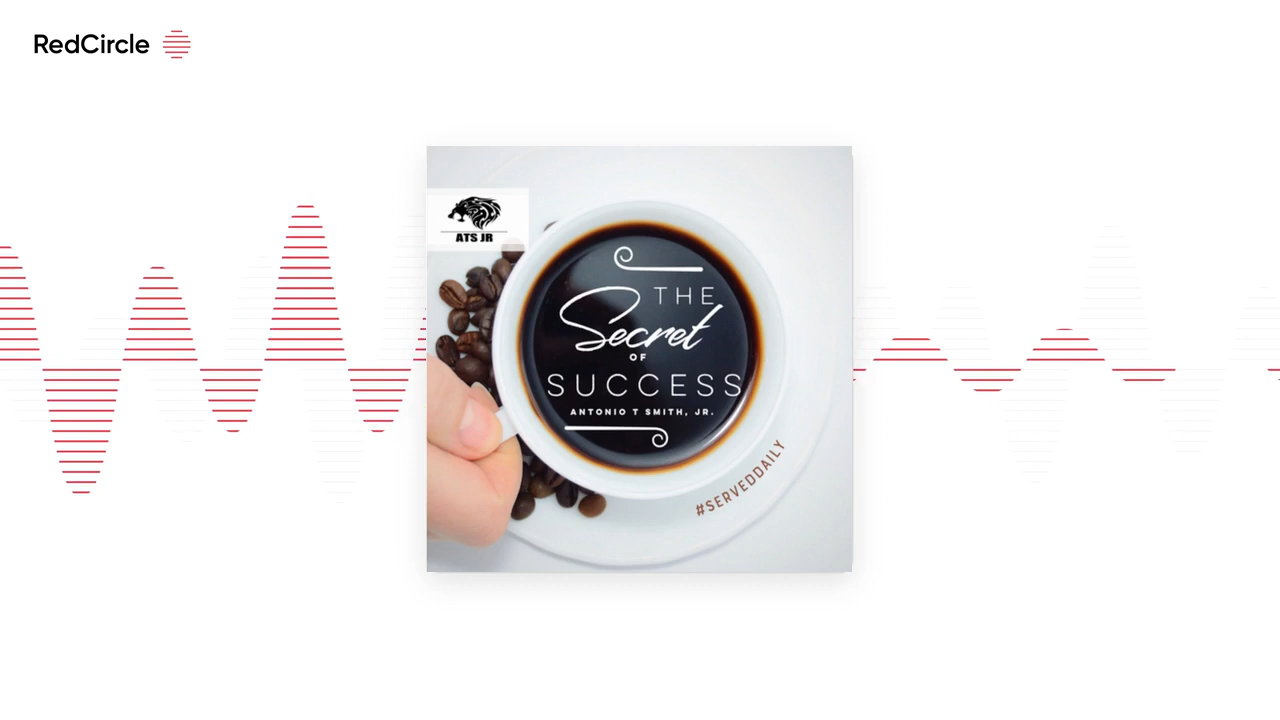 RedCircle
ATS JR
THE
Secret
OF
SUCCESS
ANTONIO T SMITH, JR.
#SERVEDDAILY